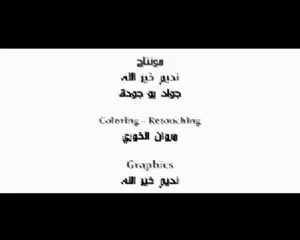 مونتاج
نديم خير الله
جواد بو جودة
Coloring - Retouching
مروان الخوري
Graphics
نديم خير الله